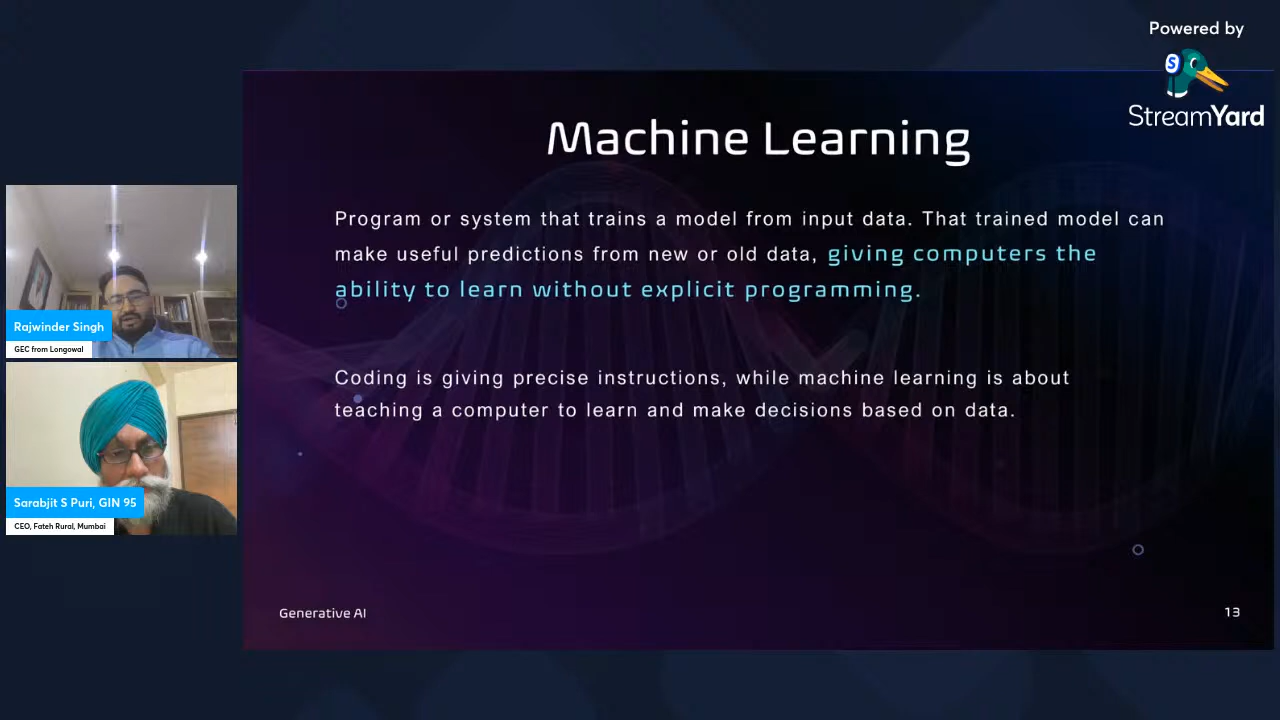 Powered by
S
StreamYard
Machine Learning
Program or system that trains a model from input data. That trained model can
make useful predictions from new or old data, giving computers the
ability to learn without explicit programming.
Coding is giving precise instructions, while machine learning is about
teaching a computer to learn and make decisions based on data.
Generative AI
13
Rajwinder Singh
GEC from Longowal
Sarabjit S Puri, GIN 95
CEO, Fateh Rural, Mumbai